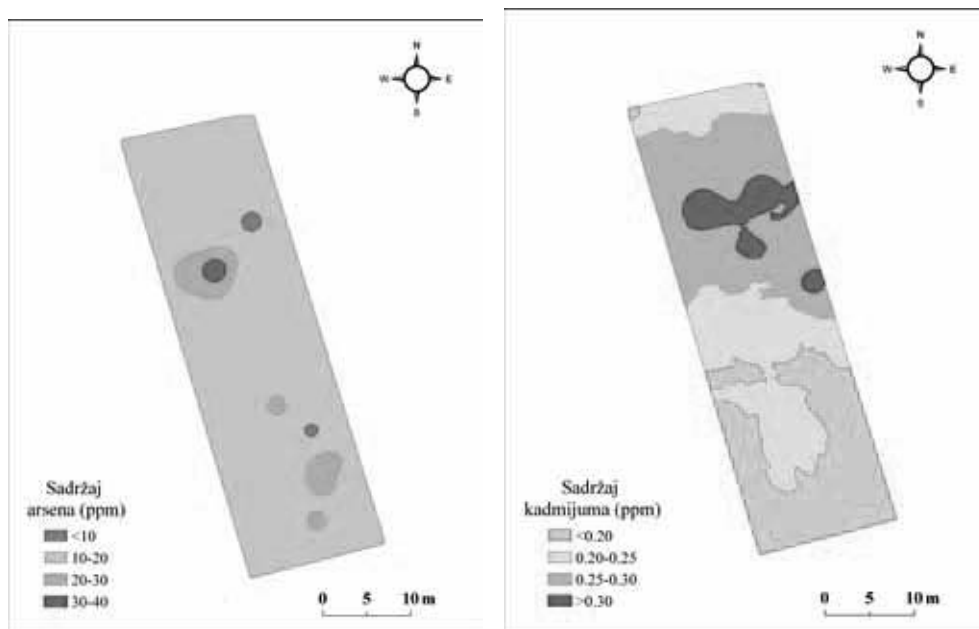 N
W E
S
Sadržaj
arsena (ppm)
<10
10-20
20-30
30-40
0 5 10 m
N
W E
S
Sadržaj
kadmijuma (ppm)
<0.20
0.20-0.25
0.25-0.30
>0.30
0 5 10 m